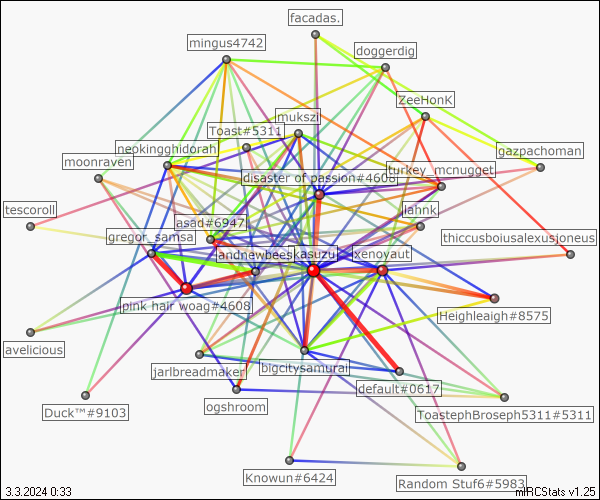 facadas.
mingus4742
doggerdig
ZeeHonK
mukszi
Toast#5311
nepkingghidorah
gazpachoman
moonraven
turkey_mcnugget
disaster of passion#4608
tescoroll
lahnk
asad#6947
gregor_samsa
thiccusboiusalexusjoneus
andnewbees
kasuzu
xenoyaut
pink hair woag#4608
Heighleigh#8575
avelicious
jarlbreadmaker
bigcitysamurai
default#0617
Duck™#9103
ogshroom
ToastephBroseph5311#5311
Knowun#6424
Random Stuf6#5983
3.3.2024 0:33
mIRCStats v1.25